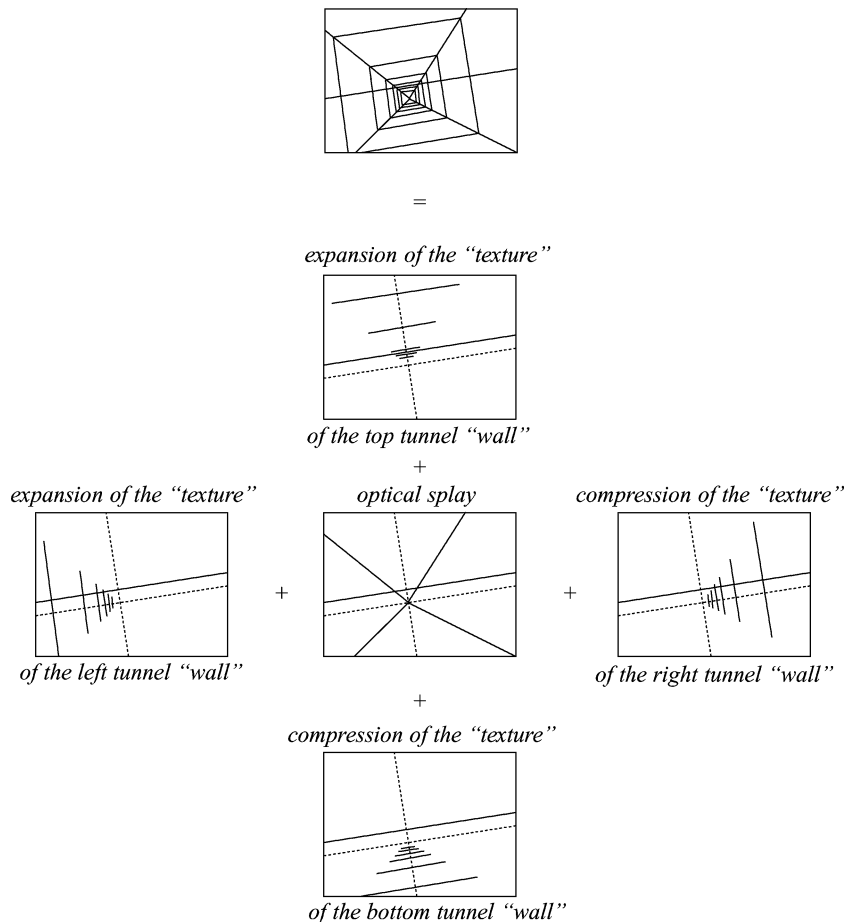 =
expansion of the “texture”
of the top tunnel “wall”
+
expansion of the “texture”
optical splay
compression of the “texture”
+
+
of the left tunnel “wall”
of the right tunnel “wall”
+
compression of the “texture”
of the bottom tunnel “wall”